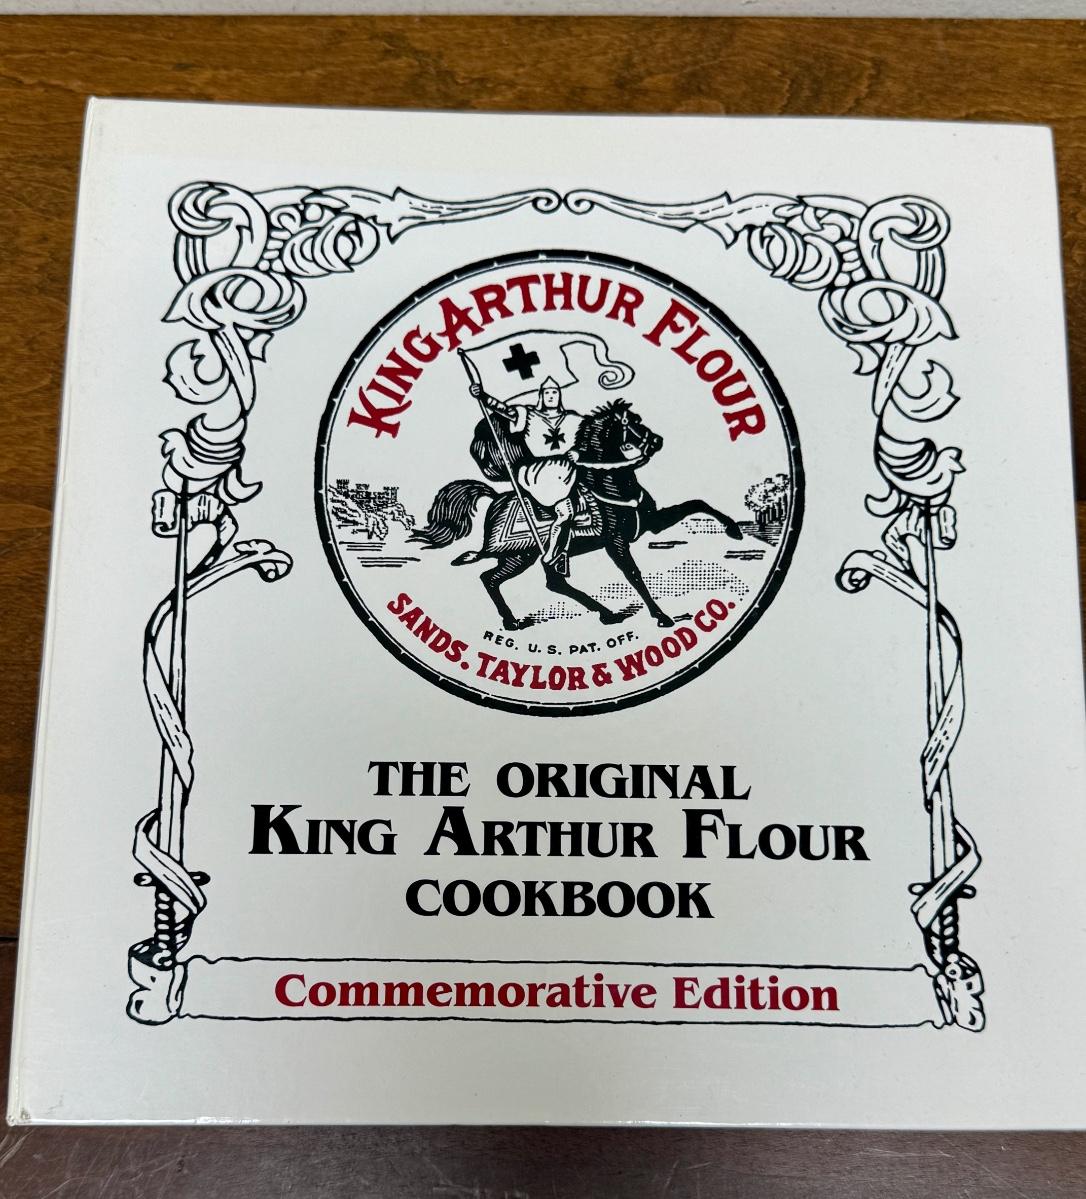 KING ARTHUR FLOUR
REG. U. S. PAT. OFF.
SANDS. TAYLOR & WOOD CO.
THE ORIGINAL
KING ARTHUR FLOUR
COOKBOOK
Commemorative Edition